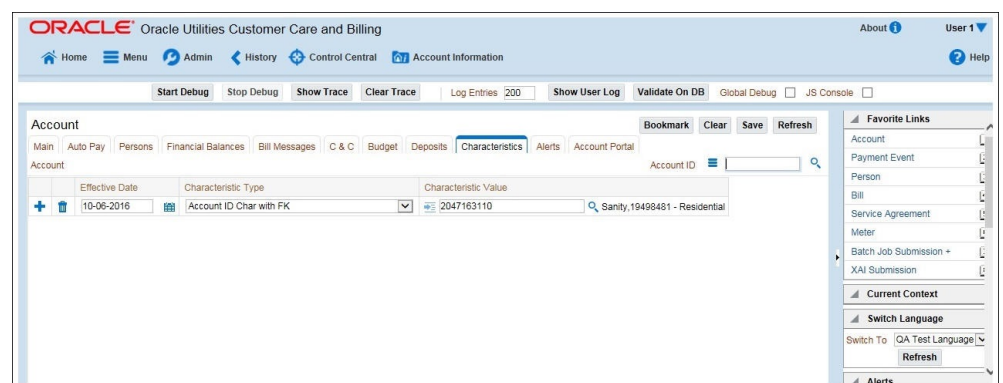 ORACLE Oracle Utilities Customer Care and Billing About User 1
Home Menu Admin History Control Central Account Information Help
Start Debug Stop Debug Show Trace Clear Trace Log Entries 200 Show User Log Validate On DB Global Debug JS Console
Account Bookmark Clear Save Refresh
Main Auto Pay Persons Financial Balances Bill Messages C & C Budget Deposits Characteristics Alerts Account Portal
Account Account ID
Effective Date Characteristic Type Characteristic Value
10-06-2016 Account ID Char with FK 2047163110 Sanity,19498481 - Residential
Favorite Links
Account
Payment Event
Person
Bill
Service Agreement
Meter
Batch Job Submission +
XAI Submission
Current Context
Switch Language
Switch To QA Test Language
Refresh
Alerts